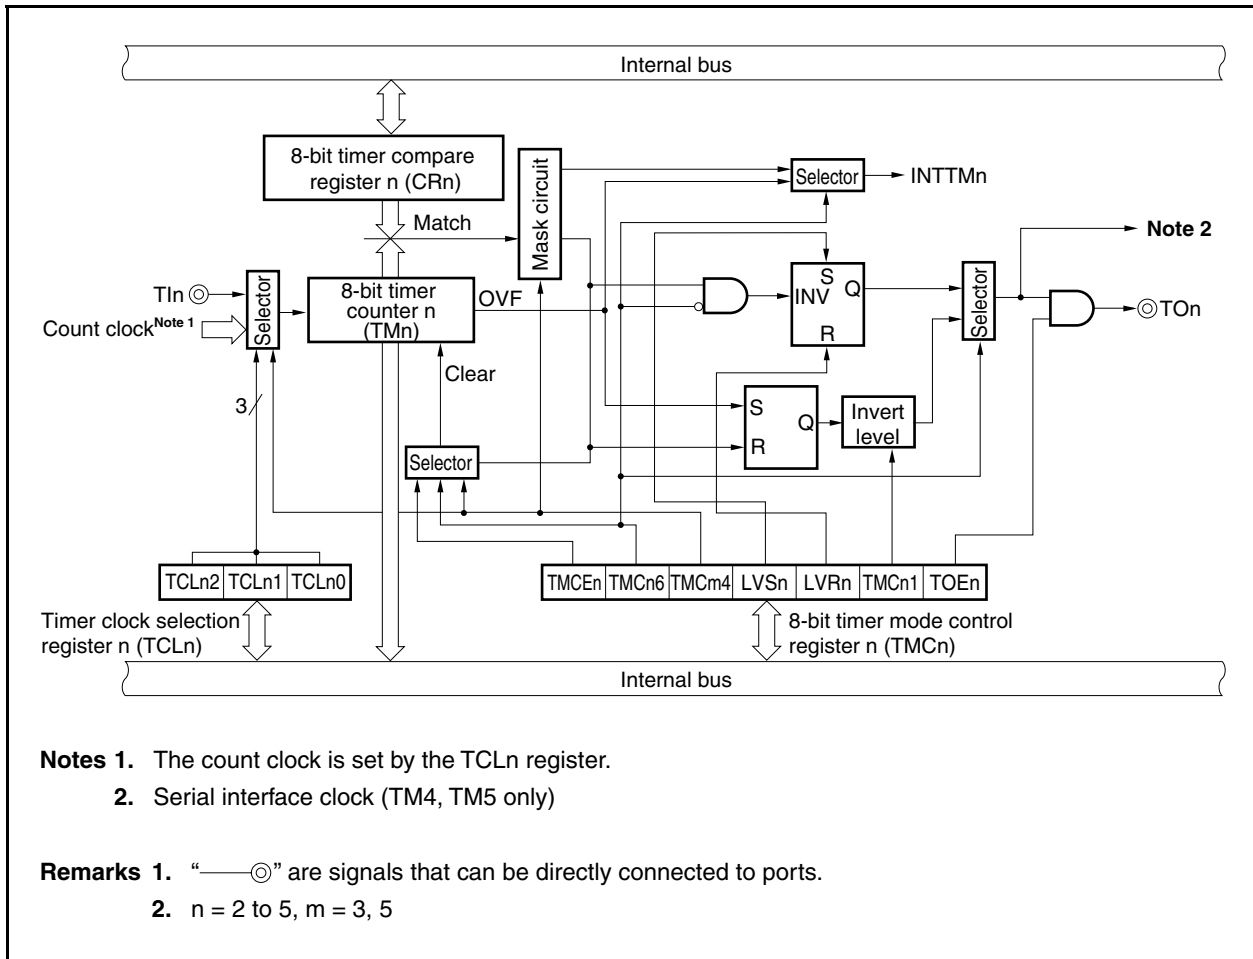 Internal bus
8-bit timer compare
register n (CRn)
Match
Mask circuit
Selector
INTTMn
Note 2
TIn
Count clock Note 1
Selector
8-bit timer
counter n
(TMn)
OVF
Clear
S
INV
Q
R
Selector
TOn
3
Selector
S
Q
R
Invert
level
TCLn2 TCLn1 TCLn0
TMCEn TMCn6 TMCm4 LVSn LVRn TMCn1 TOEn
Timer clock selection
register n (TCLn)
8-bit timer mode control
register n (TMCn)
Internal bus
Notes 1. The count clock is set by the TCLn register.
2. Serial interface clock (TM4, TM5 only)
Remarks 1. “——◎” are signals that can be directly connected to ports.
2. n = 2 to 5, m = 3, 5